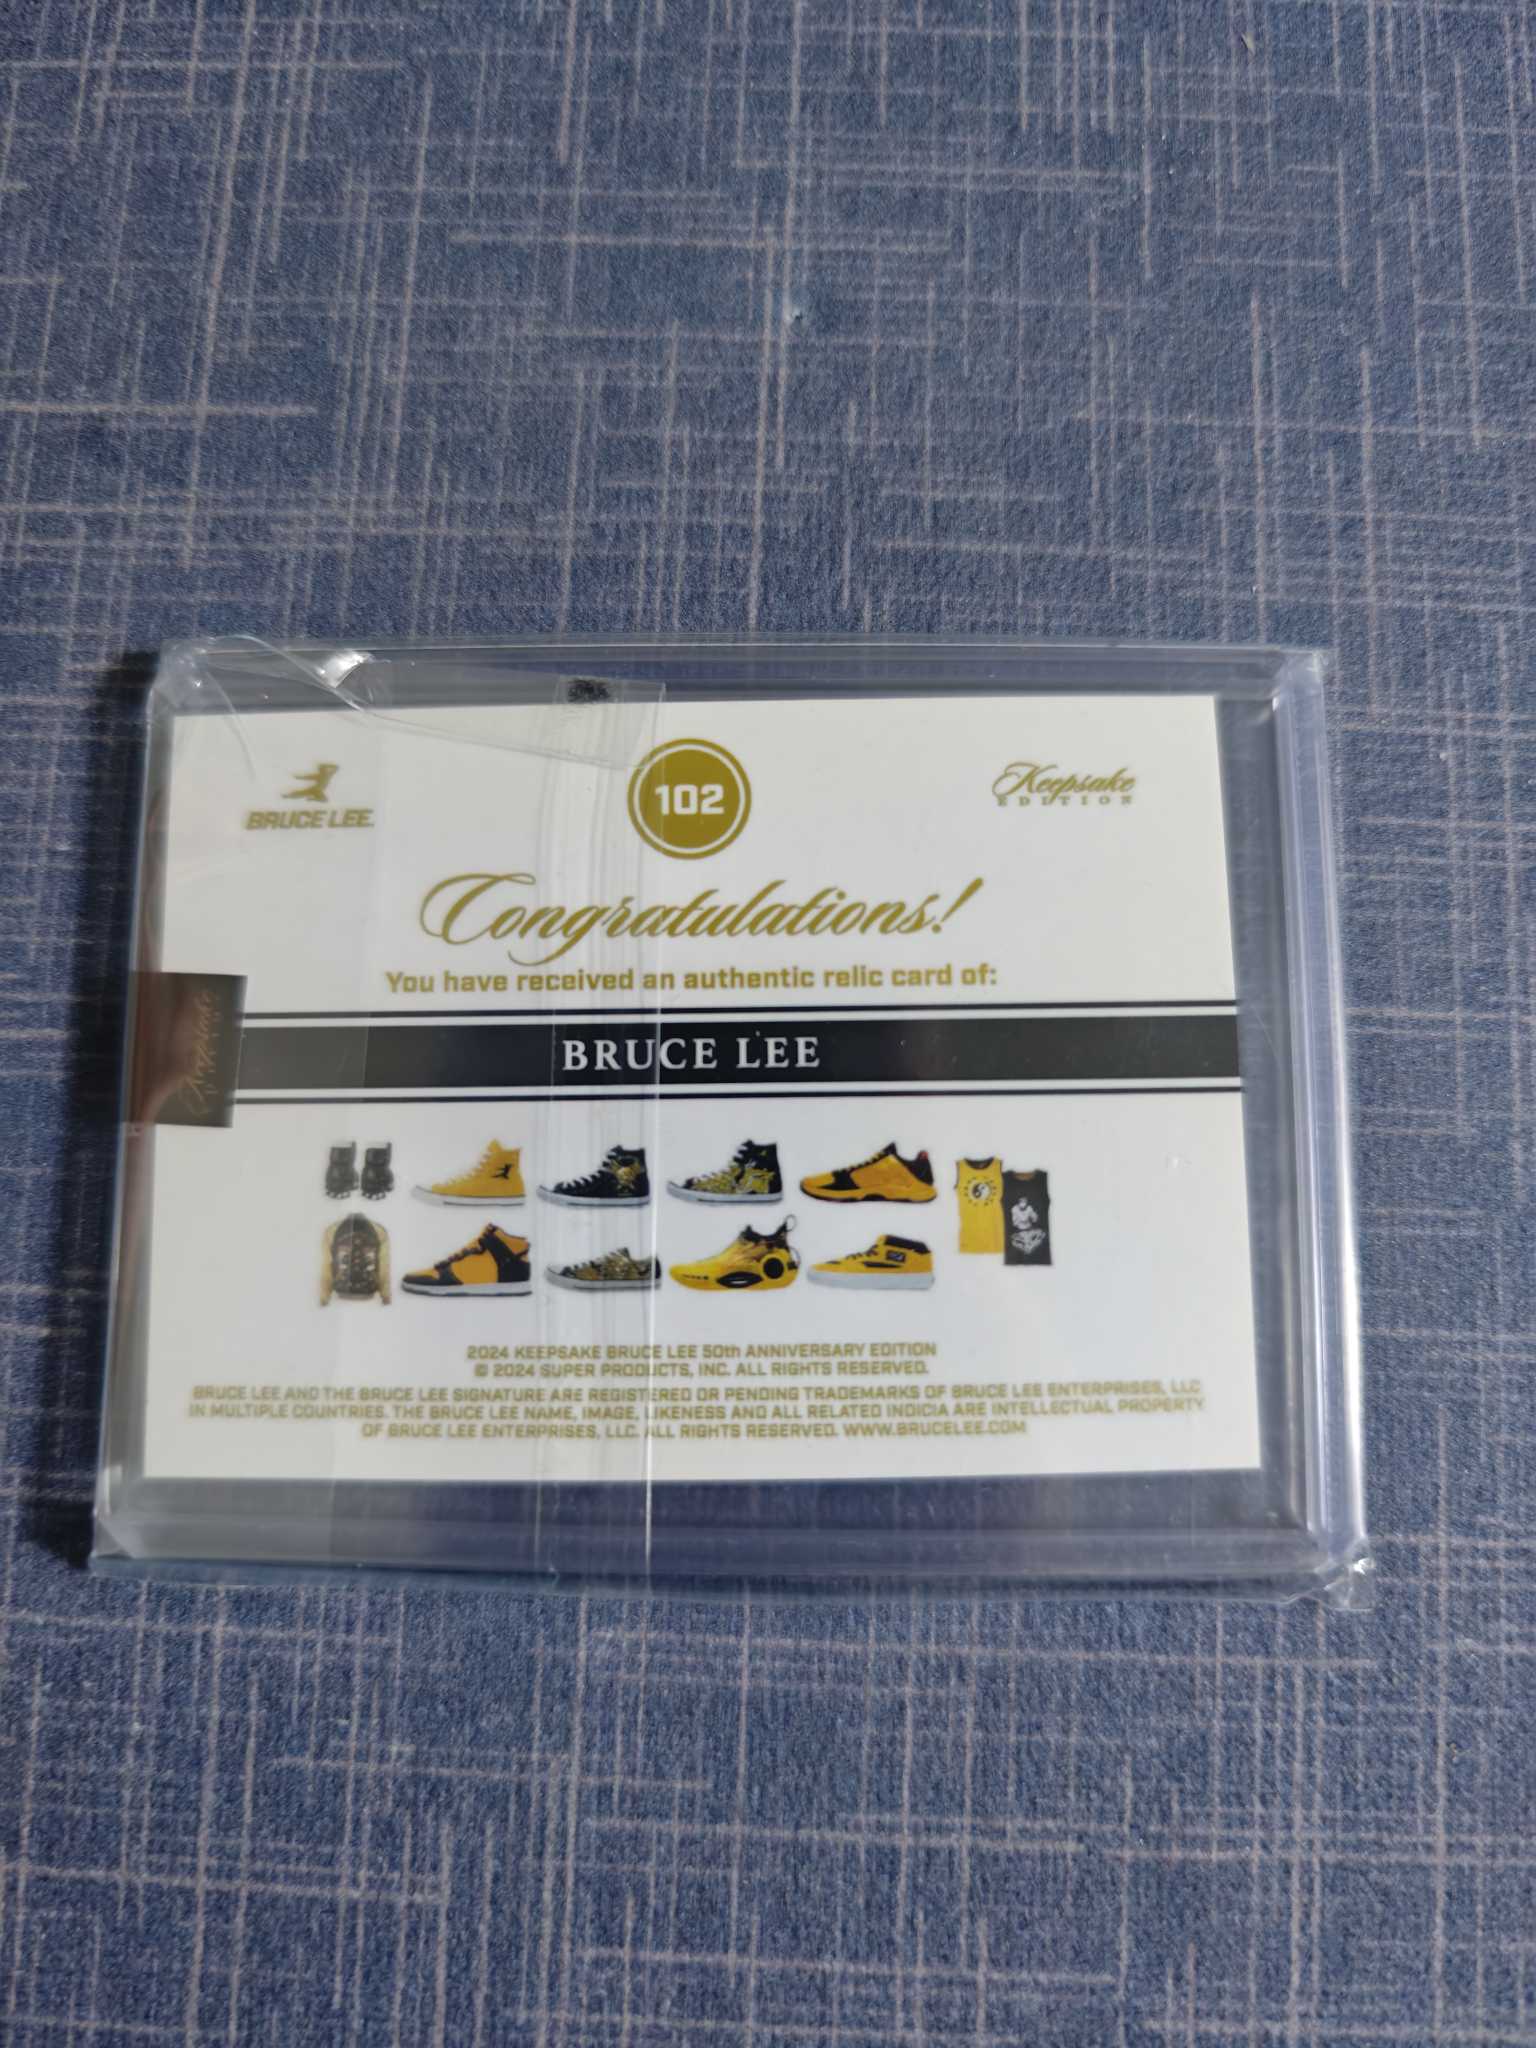 BRUCE LEE
102
Keepsake
EDITION
Congratulations!
You have received an authentic relic card of:
BRUCE LEE
Keepsake
2024 KEEPSAKE BRUCE LEE 50th ANNIVERSARY EDITION
© 2024 SUPER PRODUCTS, INC. ALL RIGHTS RESERVED.
BRUCE LEE AND THE BRUCE LEE SIGNATURE ARE REGISTERED OR PENDING TRADEMARKS OF BRUCE LEE ENTERPRISES, LLC
IN MULTIPLE COUNTRIES. THE BRUCE LEE NAME, IMAGE, LIKENESS AND ALL RELATED INDICIA ARE INTELLECTUAL PROPERTY
OF BRUCE LEE ENTERPRISES, LLC. ALL RIGHTS RESERVED. WWW.BRUCELEE.COM